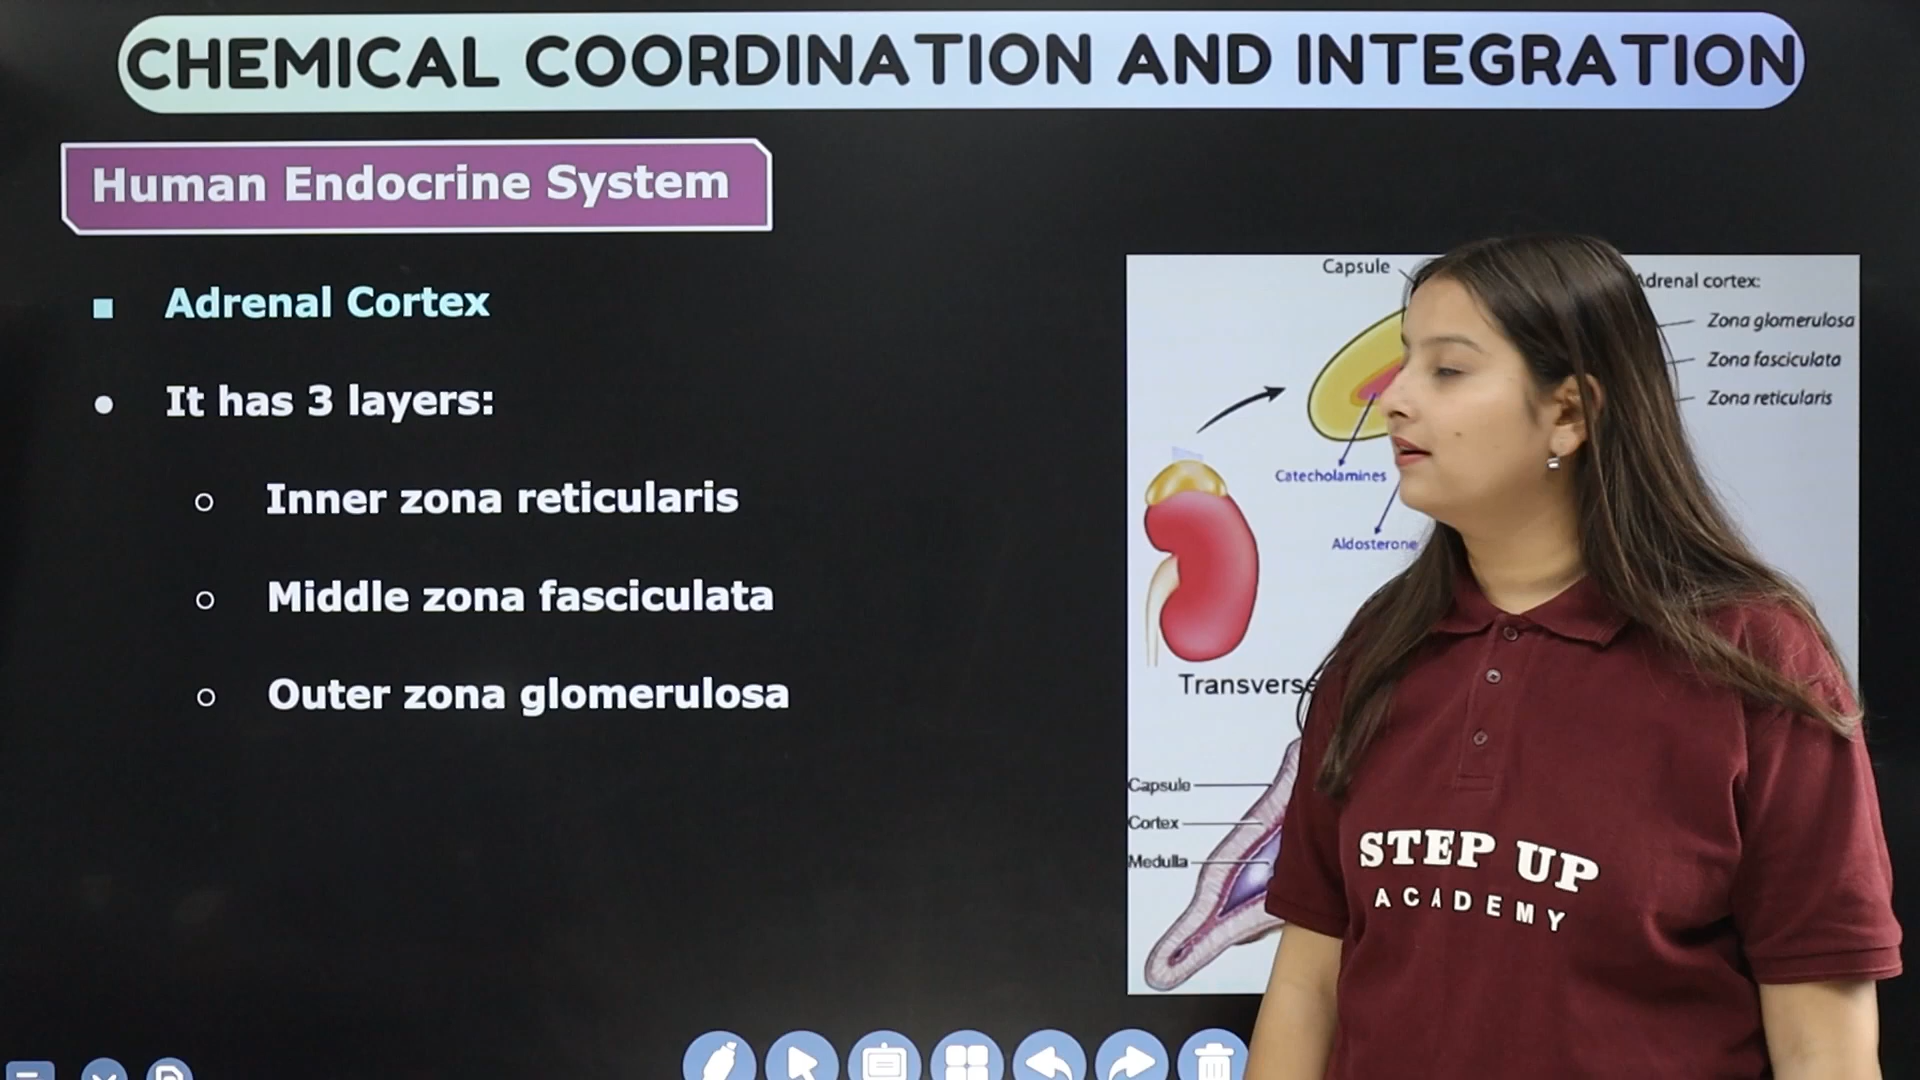 CHEMICAL COORDINATION AND INTEGRATION
Human Endocrine System
Adrenal Cortex
It has 3 layers:
Inner zona reticularis
Middle zona fasciculata
Outer zona glomerulosa
Capsule
Adrenal cortex:
Zona glomerulosa
Zona fasciculata
Zona reticularis
Catecholamines
Aldosterone
Transverse
Capsule
Cortex
Medulla
STEP UP
ACADEMY